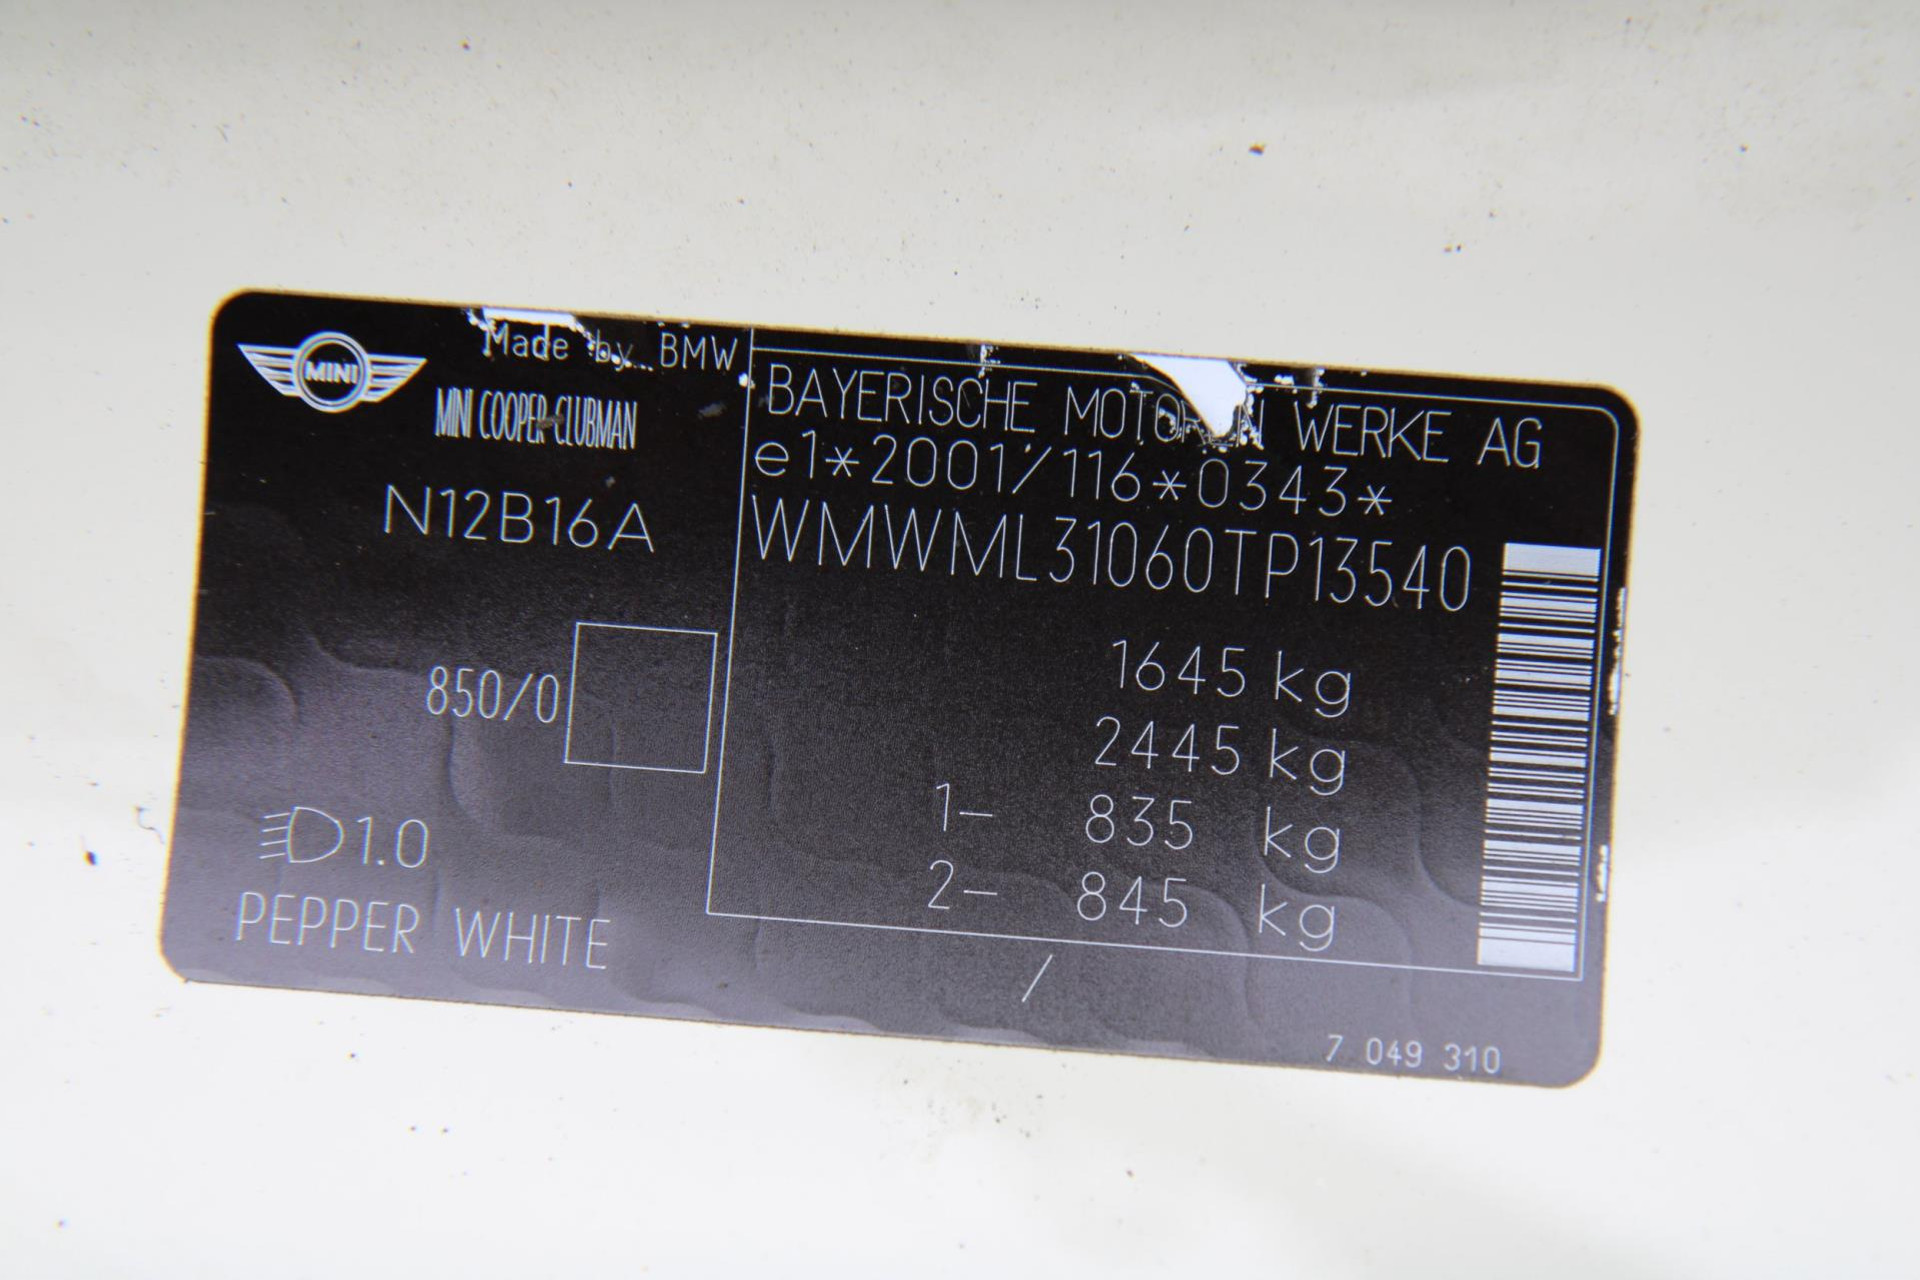 MINI
Made by BMW
MINI COOPER CLUBMAN
N12B16A
850/0
1.0
PEPPER WHITE
BAYERISCHE MOTOREN WERKE AG
e1*2001/116*0343*
WMWML31060TP13540
1645 kg
2445 kg
1- 835 kg
2- 845 kg
/
7 049 310